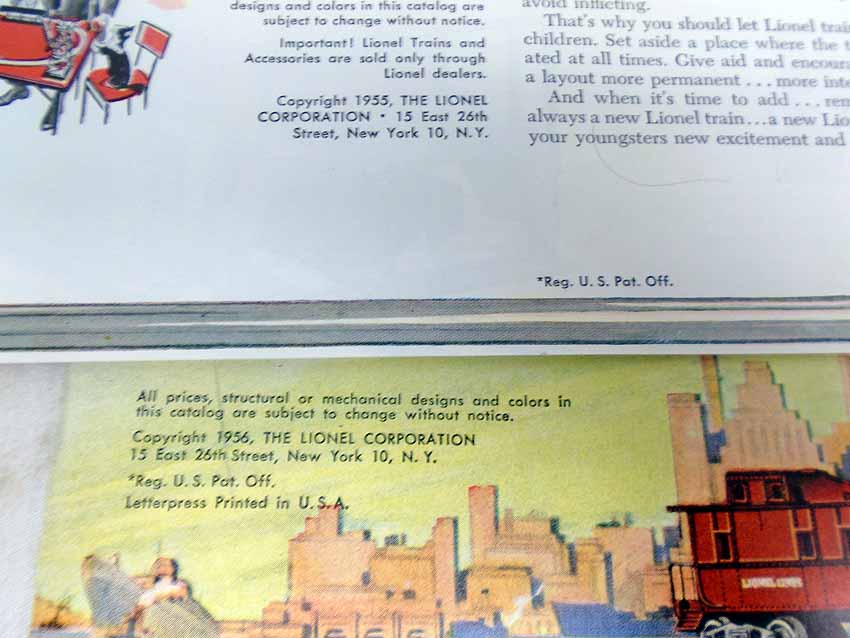 designs and colors in this catalog are
subject to change without notice.
Important! Lionel Trains and
Accessories are sold only through
Lionel dealers.
Copyright 1955, THE LIONEL
CORPORATION • 15 East 26th
Street, New York 10, N.Y.
avoid inflicting.
That's why you should let Lionel trai
children. Set aside a place where the t
ated at all times. Give aid and encour
a layout more permanent . . . more inte
And when it's time to add . . . rem
always a new Lionel train...a new Lio
your youngsters new excitement and
*Reg. U. S. Pat. Off.
All prices, structural or mechanical designs and colors in
this catalog are subject to change without notice.
Copyright 1956, THE LIONEL CORPORATION
15 East 26th Street, New York 10, N. Y.
*Reg. U. S. Pat. Off.
Letterpress Printed in U. S. A.
LIONEL LINES